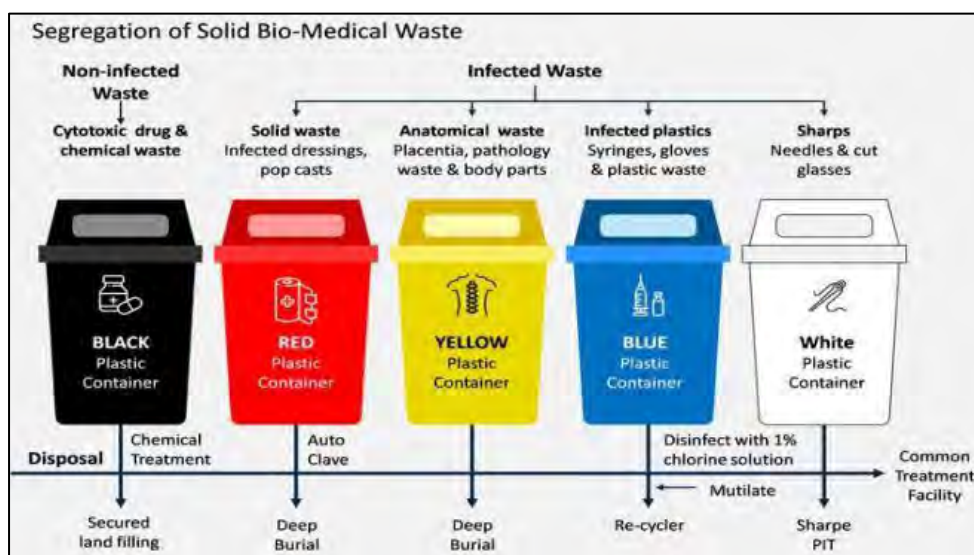 Segregation of Solid Bio-Medical Waste
Non-infected
Waste
Infected Waste
Cytotoxic drug &
chemical waste
Solid waste
Infected dressings,
pop casts
Anatomical waste
Placentia, pathology
waste & body parts
Infected plastics
Syringes, gloves
& plastic waste
Sharps
Needles & cut
glasses
BLACK
Plastic
Container
RED
Plastic
Container
YELLOW
Plastic
Container
BLUE
Plastic
Container
White
Plastic
Container
Disposal
Chemical
Treatment
Auto
Clave
Disinfect with 1%
chlorine solution
Mutilate
Common
Treatment
Facility
Secured
land filling
Deep
Burial
Deep
Burial
Re-cycler
Sharpe
PIT